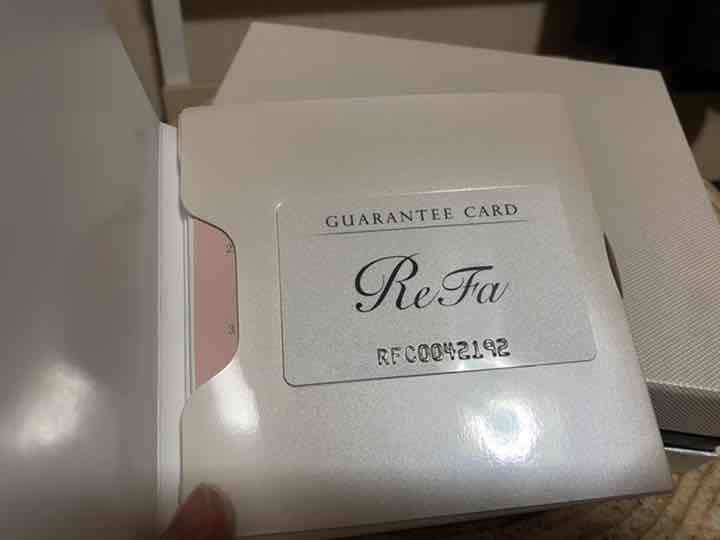 GUARANTEE CARD
ReFa
RFC0042192
2
3